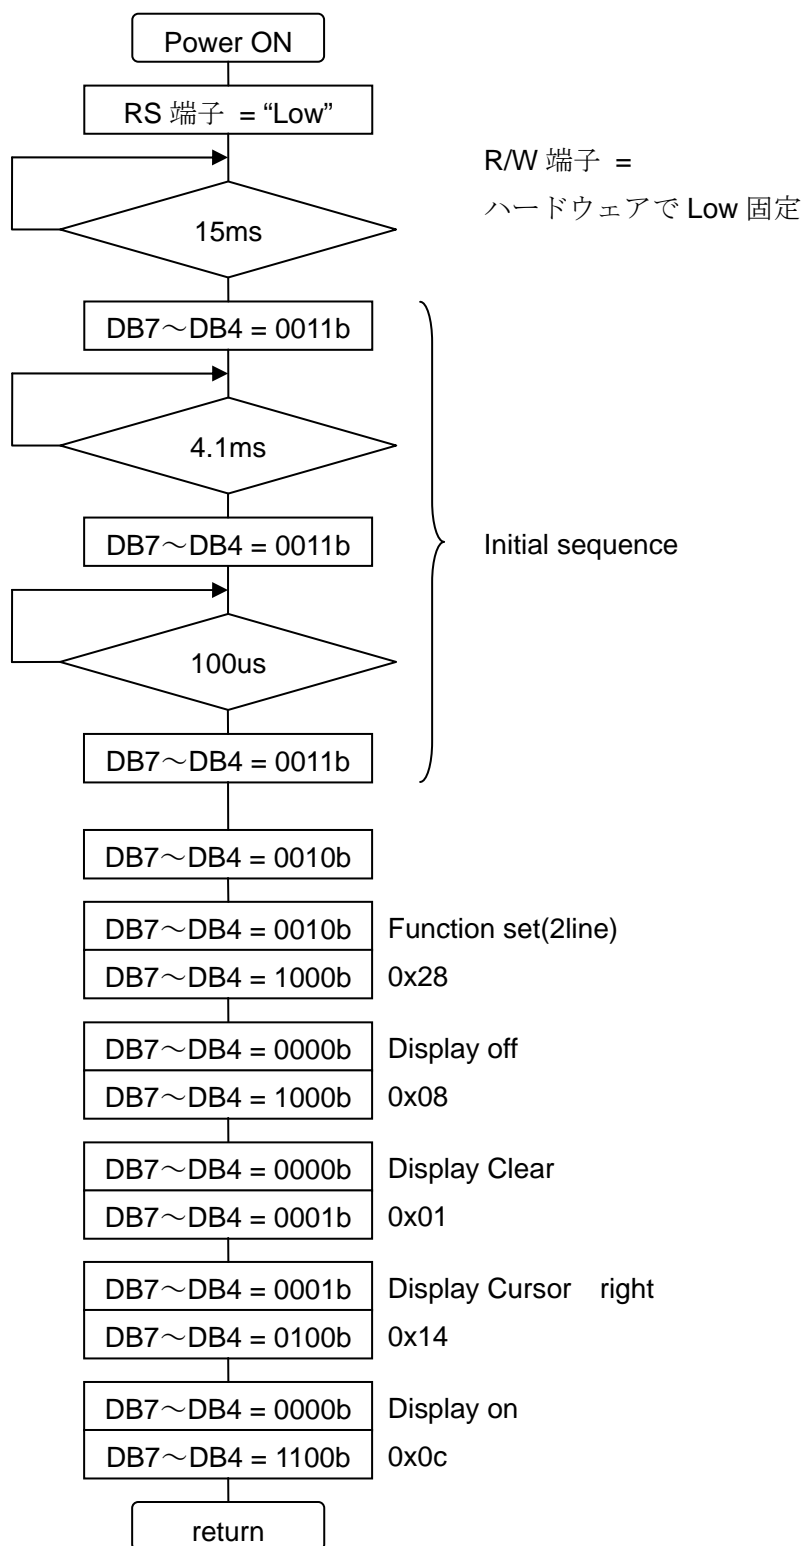 Power ON
RS 端子 = “Low”
R/W 端子 =
ハードウェアで Low 固定
15ms
DB7～DB4 = 0011b
4.1ms
DB7～DB4 = 0011b
Initial sequence
100us
DB7～DB4 = 0011b
DB7～DB4 = 0010b
DB7～DB4 = 0010b Function set(2line)
DB7～DB4 = 1000b 0x28
DB7～DB4 = 0000b Display off
DB7～DB4 = 1000b 0x08
DB7～DB4 = 0000b Display Clear
DB7～DB4 = 0001b 0x01
DB7～DB4 = 0001b Display Cursor right
DB7～DB4 = 0100b 0x14
DB7～DB4 = 0000b Display on
DB7～DB4 = 1100b 0x0c
return